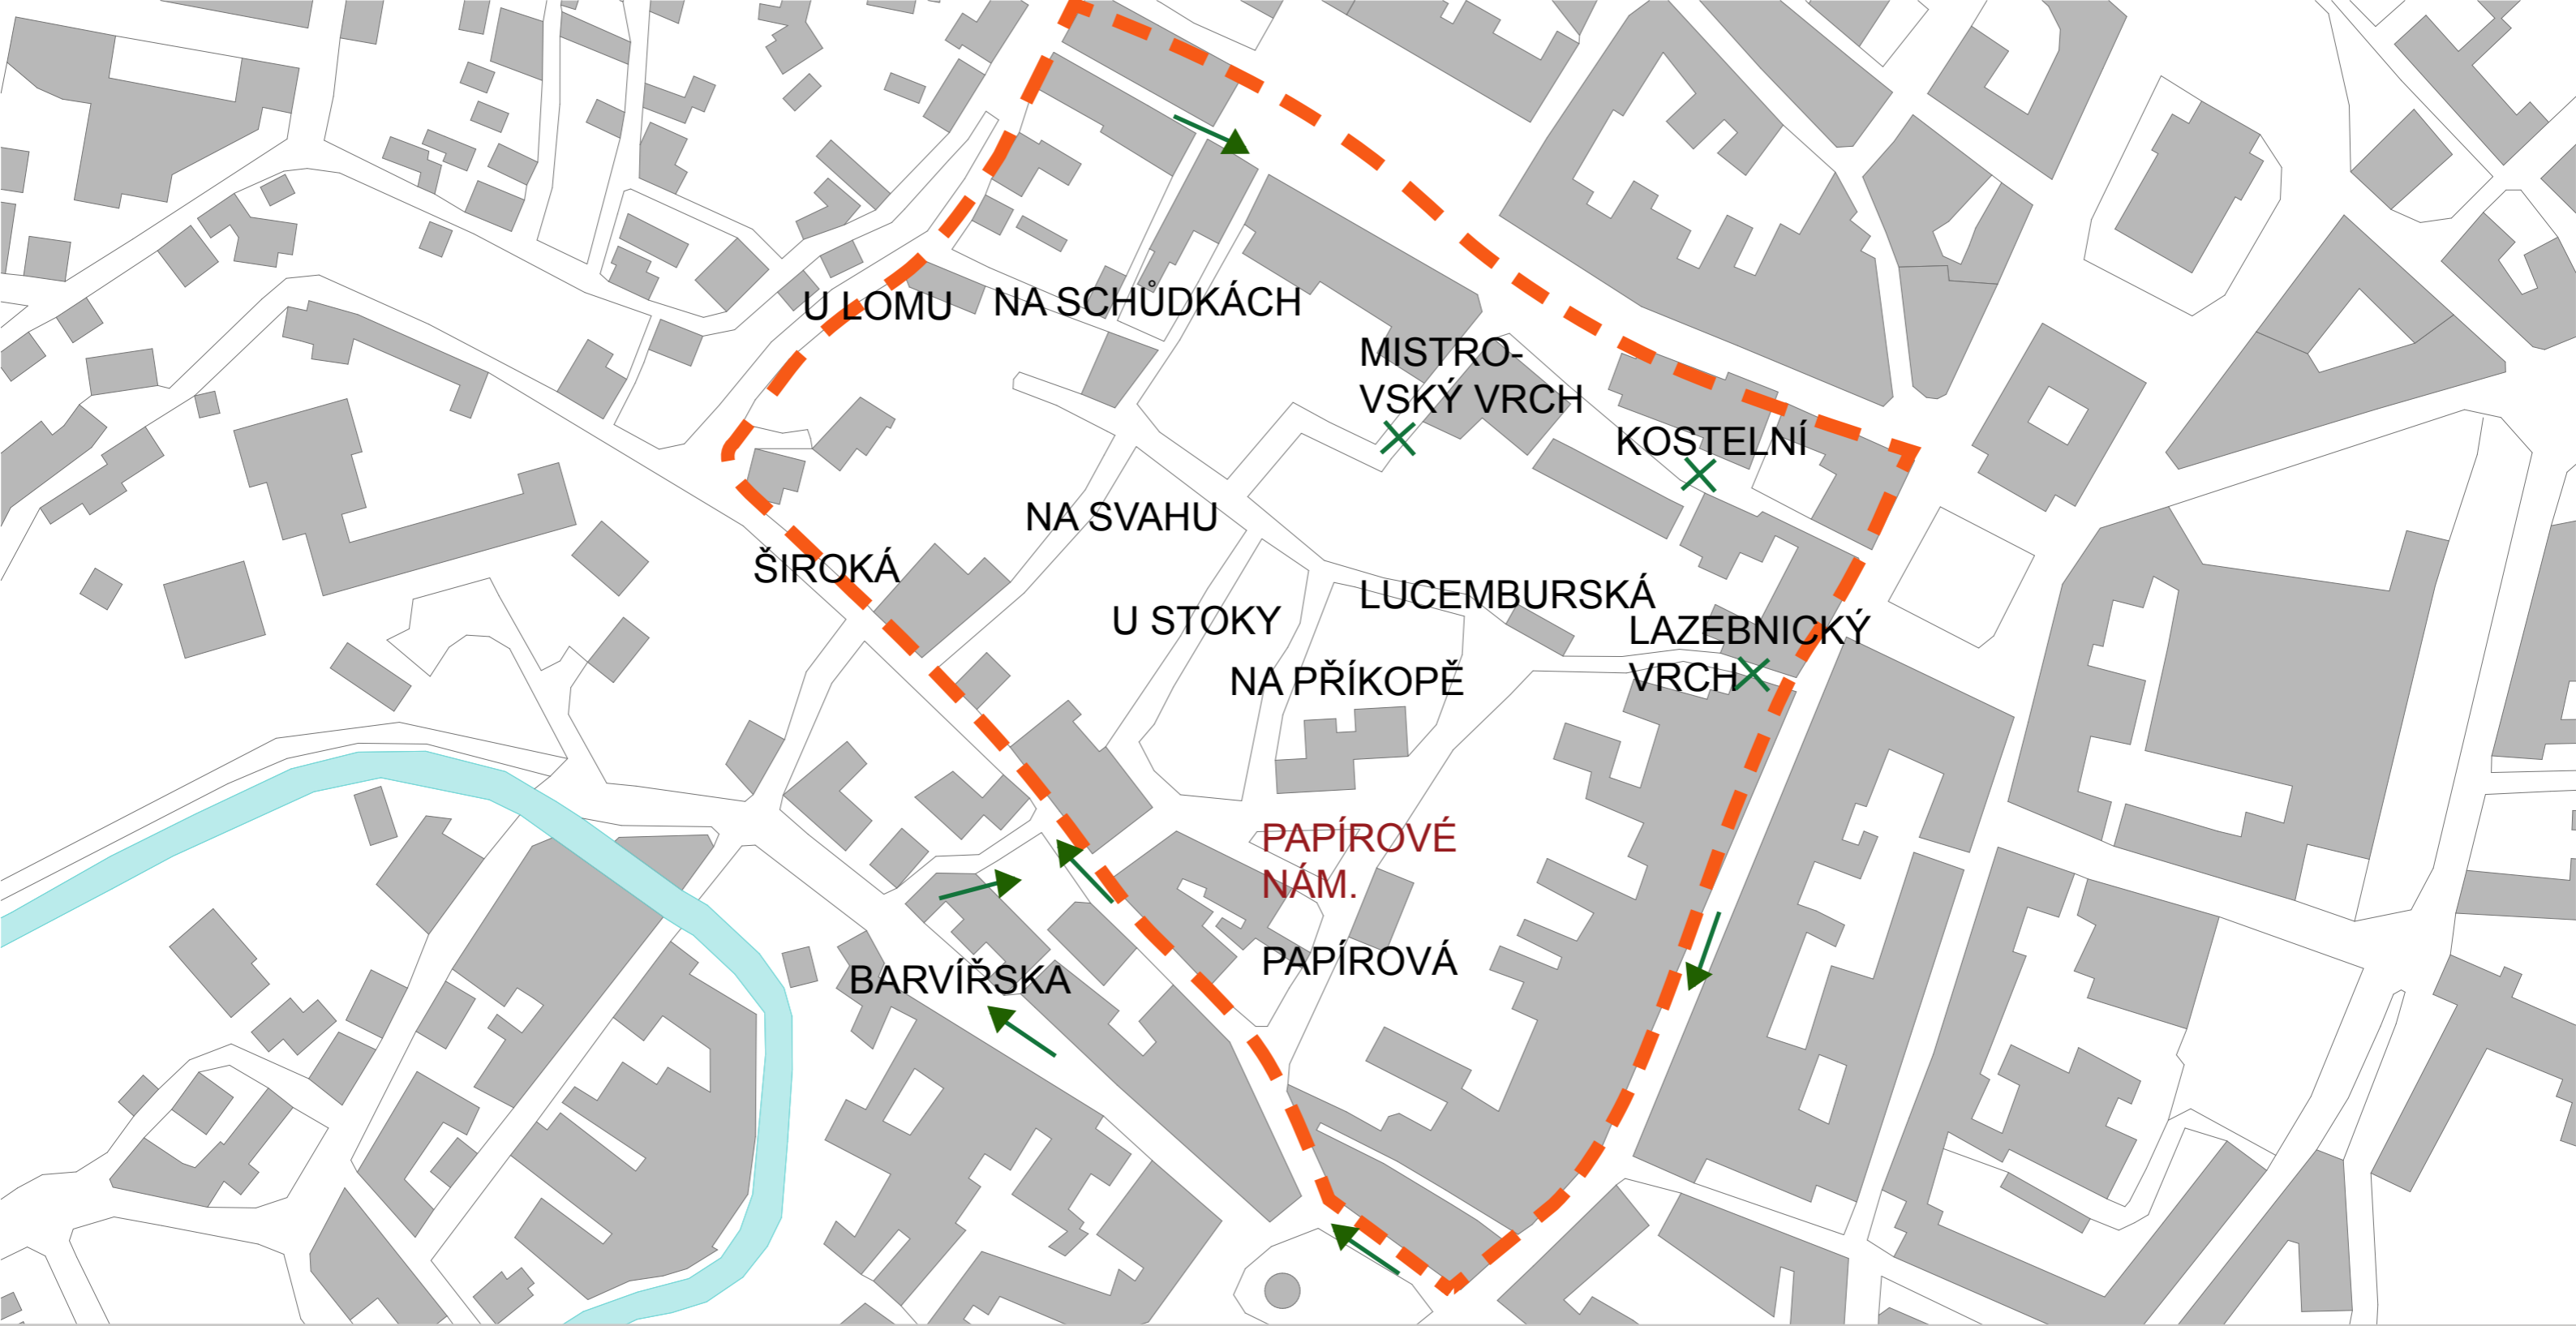 U LOMU
NA SCHŮDKÁCH
MISTRO-
VSKÝ VRCH
KOSTELNÍ
NA SVAHU
ŠIROKÁ
LUCEMBURSKÁ
U STOKY
LAZEBNICKÝ
VRCH
NA PŘÍKOPĚ
PAPÍROVÉ
NÁM.
PAPÍROVÁ
BARVÍŘSKA